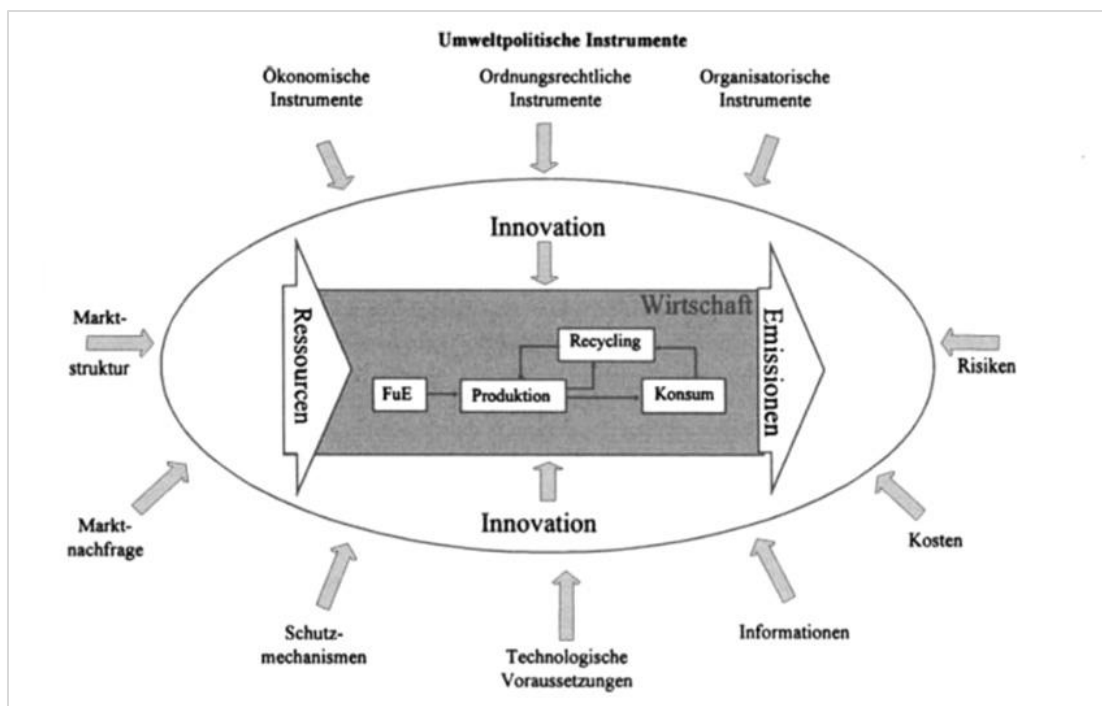 Umweltpolitische Instrumente
Ökonomische
Instrumente
Ordnungsrechtliche
Instrumente
Organisatorische
Instrumente
Innovation
Wirtschaft
Ressourcen
Emissionen
Recycling
FuE
Produktion
Konsum
Markt-
struktur
Risiken
Innovation
Markt-
nachfrage
Kosten
Schutz-
mechanismen
Technologische
Voraussetzungen
Informationen